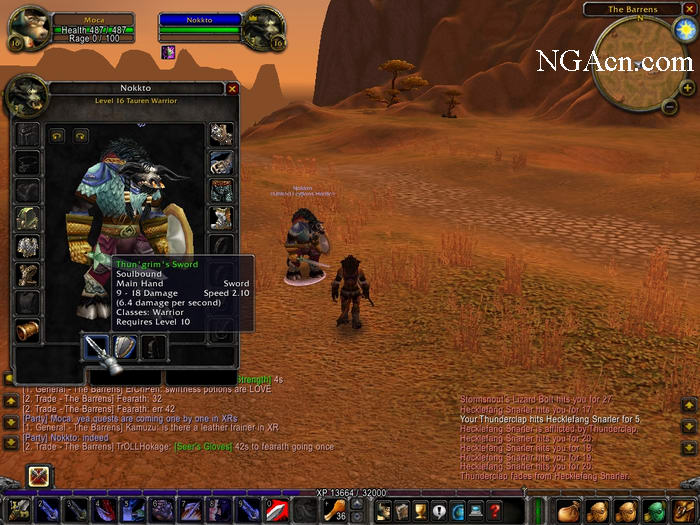 Moca
Health 487 / 487
Rage 0 / 100
16
Nokkto
16
The Barrens
N
NGAcn.com
Nokkto
Level 16 Tauren Warrior
Nokkto
Thun'grim's Sword
Soulbound
Main Hand Sword
9 - 18 Damage Speed 2.10
(6.4 damage per second)
Classes: Warrior
Requires Level 10
Strength] 4s
[1. General - The Barrens] swiftness potions are LOVE
[2. Trade - The Barrens] Fearath: 32
[2. Trade - The Barrens] Fearath: err 42
[Party] Moca: yea quests are coming one by one in XRs
[1. General - The Barrens] Kamuzu: is there a leather trainer in XR
[Party] Nokkto: indeed
[2. Trade - The Barrens] TrOLLHokage: [Seer's Gloves] 42s to fearath going once
Stormsnout's Lizard Bolt hits you for 27.
Hecklefang Snarler hits you for 17.
Your Thunderclap hits Hecklefang Snarler for 5.
Hecklefang Snarler is afflicted by Thunderclap.
Hecklefang Snarler hits you for 20.
Hecklefang Snarler hits you for 19.
Hecklefang Snarler hits you for 19.
Hecklefang Snarler hits you for 20.
Thunderclap fades from Hecklefang Snarler.
XP 13664 / 32000
36